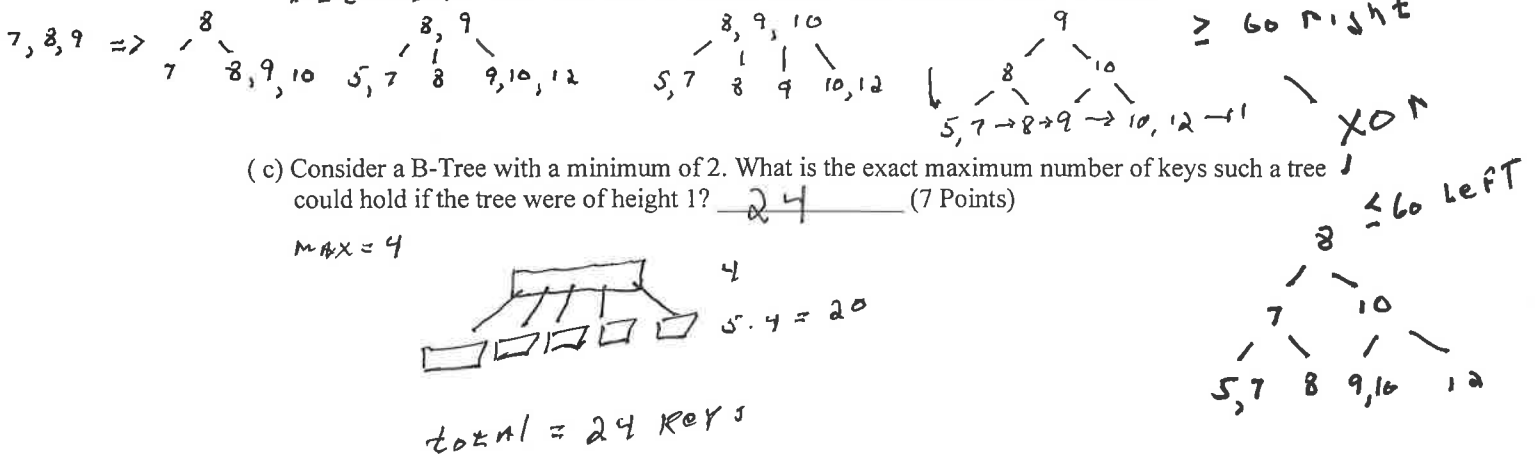 8 8, 9 8, 9, 10 9 ≥ Go right
7, 8, 9 => 7 8, 9, 10 5, 7 8 9, 10, 12 5, 7 8 9 10, 12 8 10
5, 7 → 8 → 9 → 10, 12
XOR
( c) Consider a B-Tree with a minimum of 2. What is the exact maximum number of keys such a tree
could hold if the tree were of height 1? 24 (7 Points)
≤ Go LeFT
MAX = 4
8
4
7 10
5 . 4 = 20
5, 7 8 9, 10 12
total = 24 keys